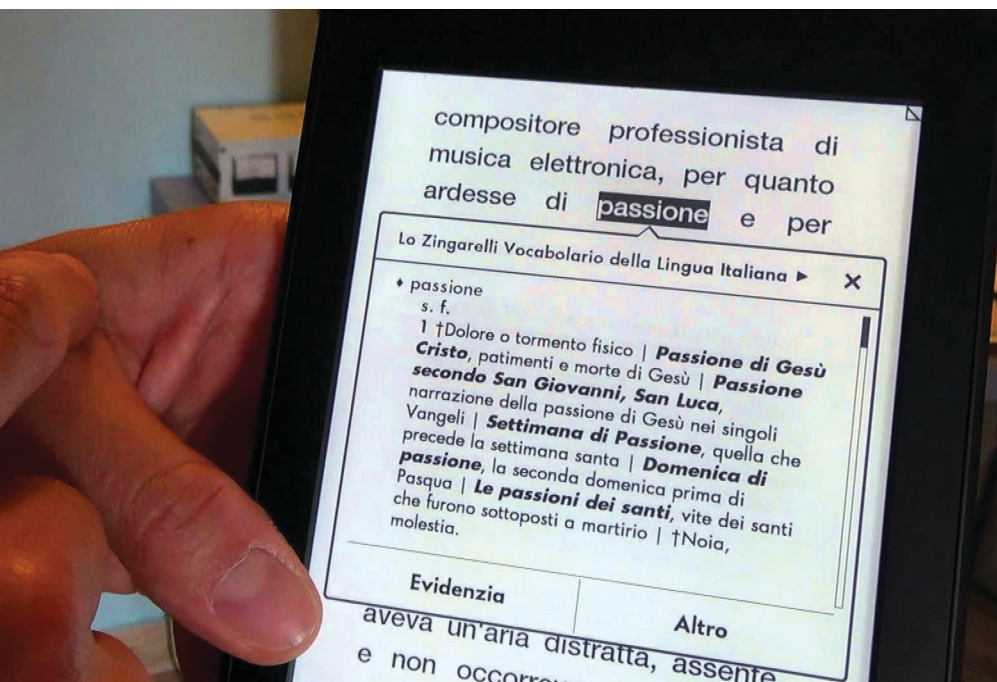 compositore professionista di
musica elettronica, per quanto
ardesse di passione e per
Lo Zingarelli Vocabolario della Lingua Italiana ▸ ×
♦ passione
s. f.
1 †Dolore o tormento fisico | Passione di Gesù
Cristo, patimenti e morte di Gesù | Passione
secondo San Giovanni, San Luca,
narrazione della passione di Gesù nei singoli
Vangeli | Settimana di Passione, quella che
precede la settimana santa | Domenica di
passione, la seconda domenica prima di
Pasqua | Le passioni dei santi, vite dei santi
che furono sottoposti a martirio | †Noia,
molestia.
Evidenzia Altro
aveva un'aria distratta, assente
e non